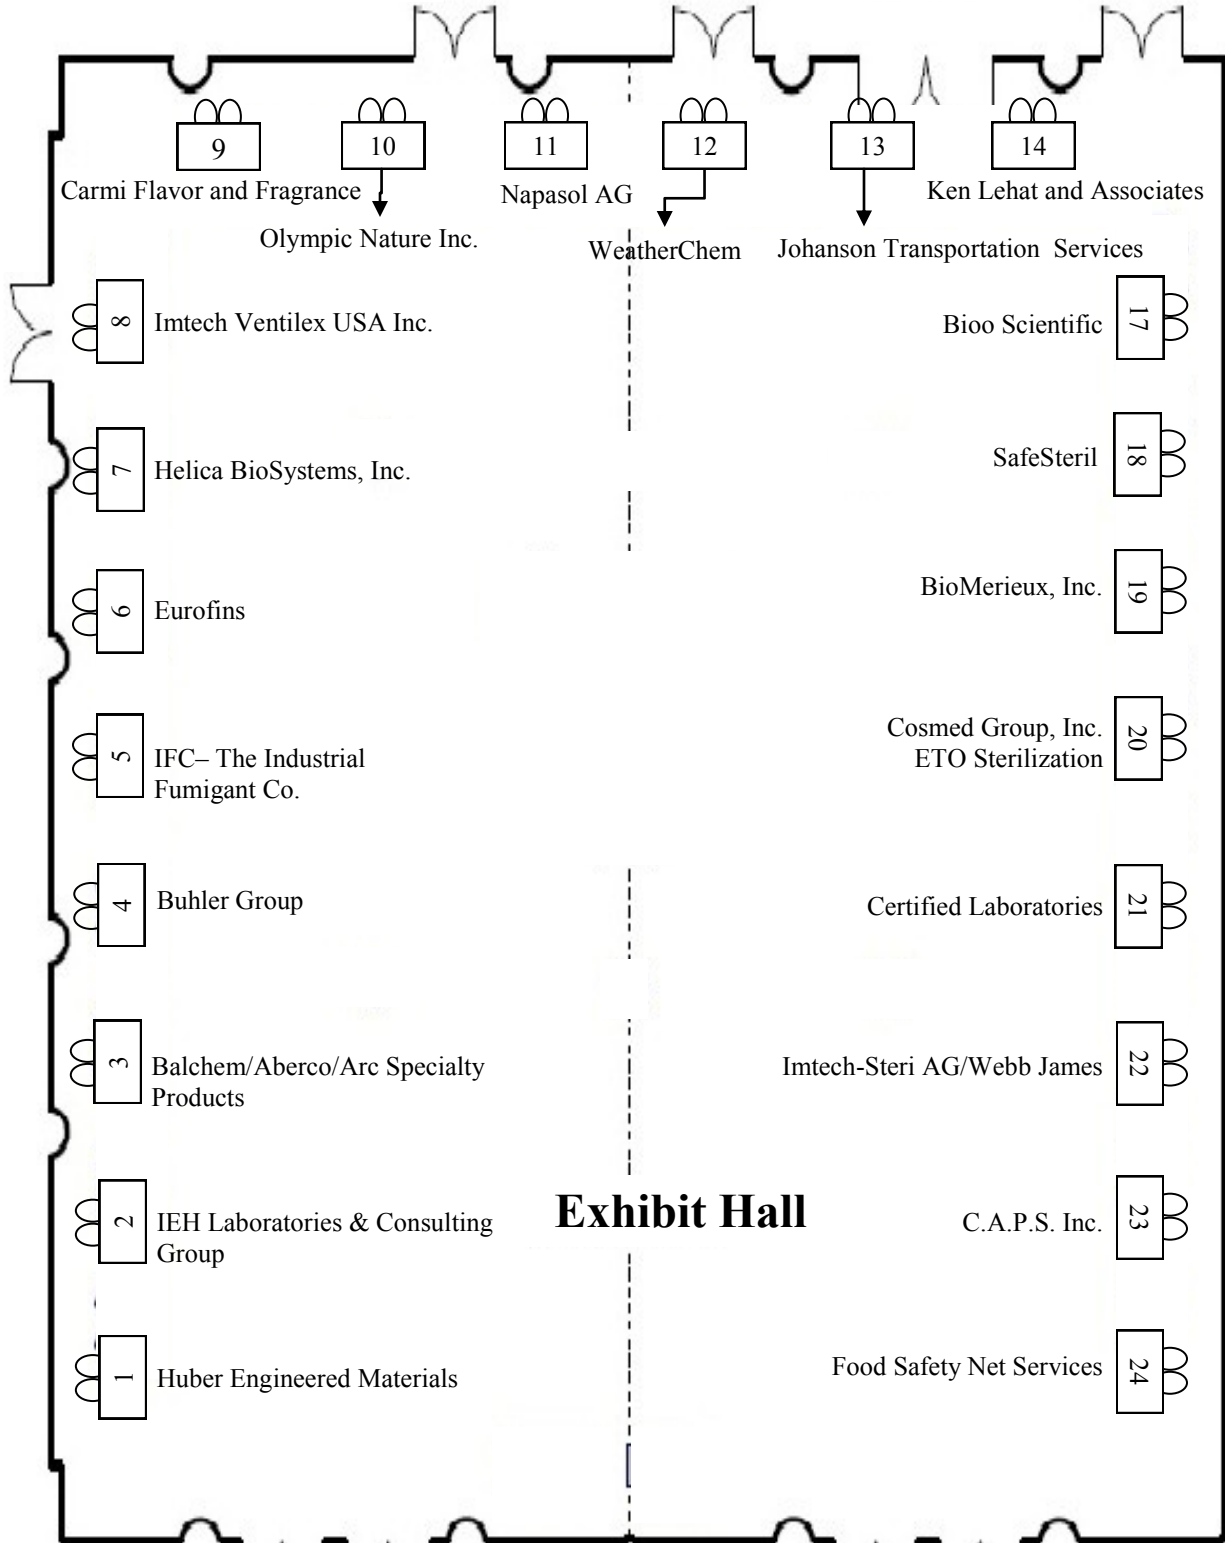 9
10
11
12
13
14
Carmi Flavor and Fragrance
Napasol AG
Ken Lehat and Associates
Olympic Nature Inc.
WeatherChem
Johanson Transportation Services
8
Imtech Ventilex USA Inc.
Bioo Scientific
17
7
Helica BioSystems, Inc.
SafeSteril
18
6
Eurofins
BioMerieux, Inc.
19
5
IFC– The Industrial
Fumigant Co.
Cosmed Group, Inc.
ETO Sterilization
20
4
Buhler Group
Certified Laboratories
21
3
Balchem/Aberco/Arc Specialty
Products
Imtech-Steri AG/Webb James
22
2
IEH Laboratories & Consulting
Group
Exhibit Hall
C.A.P.S. Inc.
23
1
Huber Engineered Materials
Food Safety Net Services
24